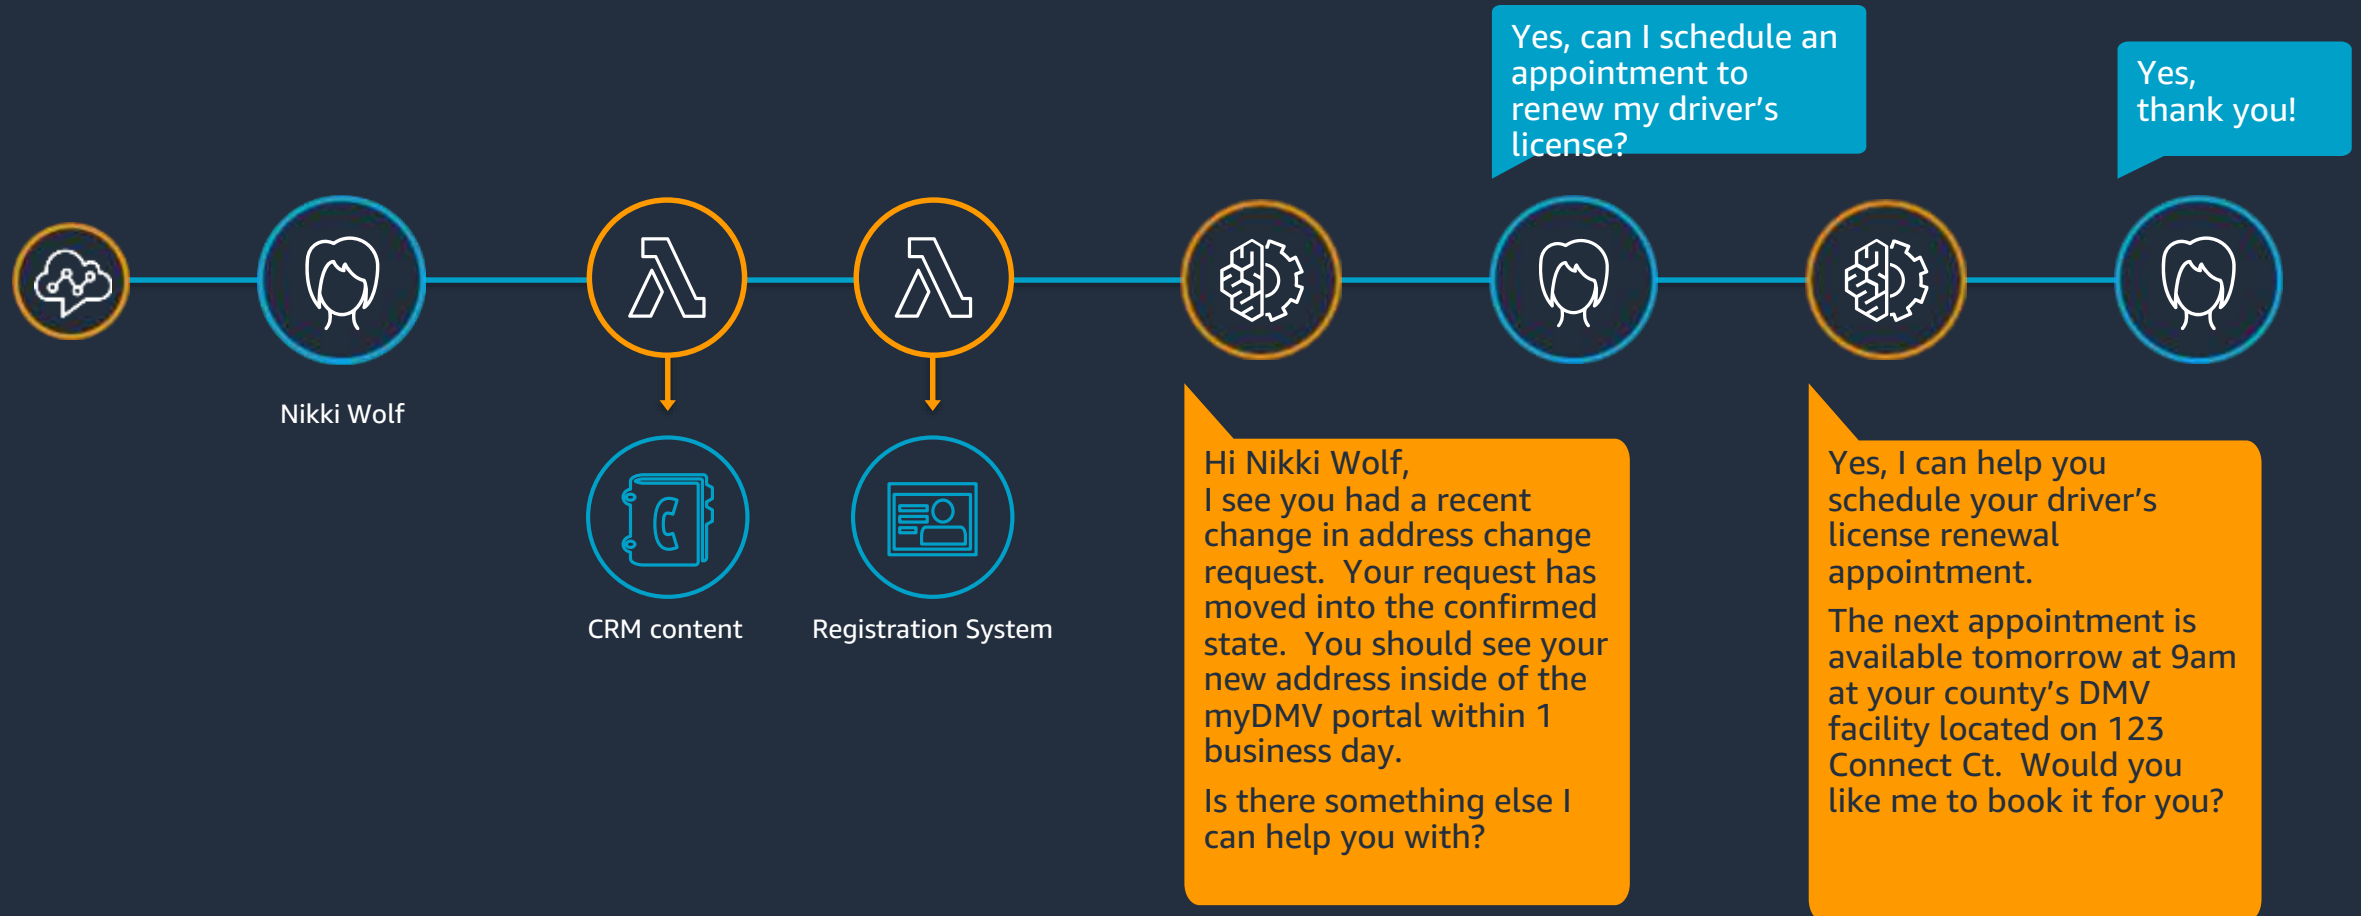 Yes, can I schedule an
appointment to
renew my driver's
license?
Yes,
thank you!
Nikki Wolf
CRM content
Registration System
Hi Nikki Wolf,
I see you had a recent
change in address change
request.  Your request has
moved into the confirmed
state.  You should see your
new address inside of the
myDMV portal within 1
business day.
Is there something else I
can help you with?
Yes, I can help you
schedule your driver's
license renewal
appointment.
The next appointment is
available tomorrow at 9am
at your county's DMV
facility located on 123
Connect Ct.  Would you
like me to book it for you?